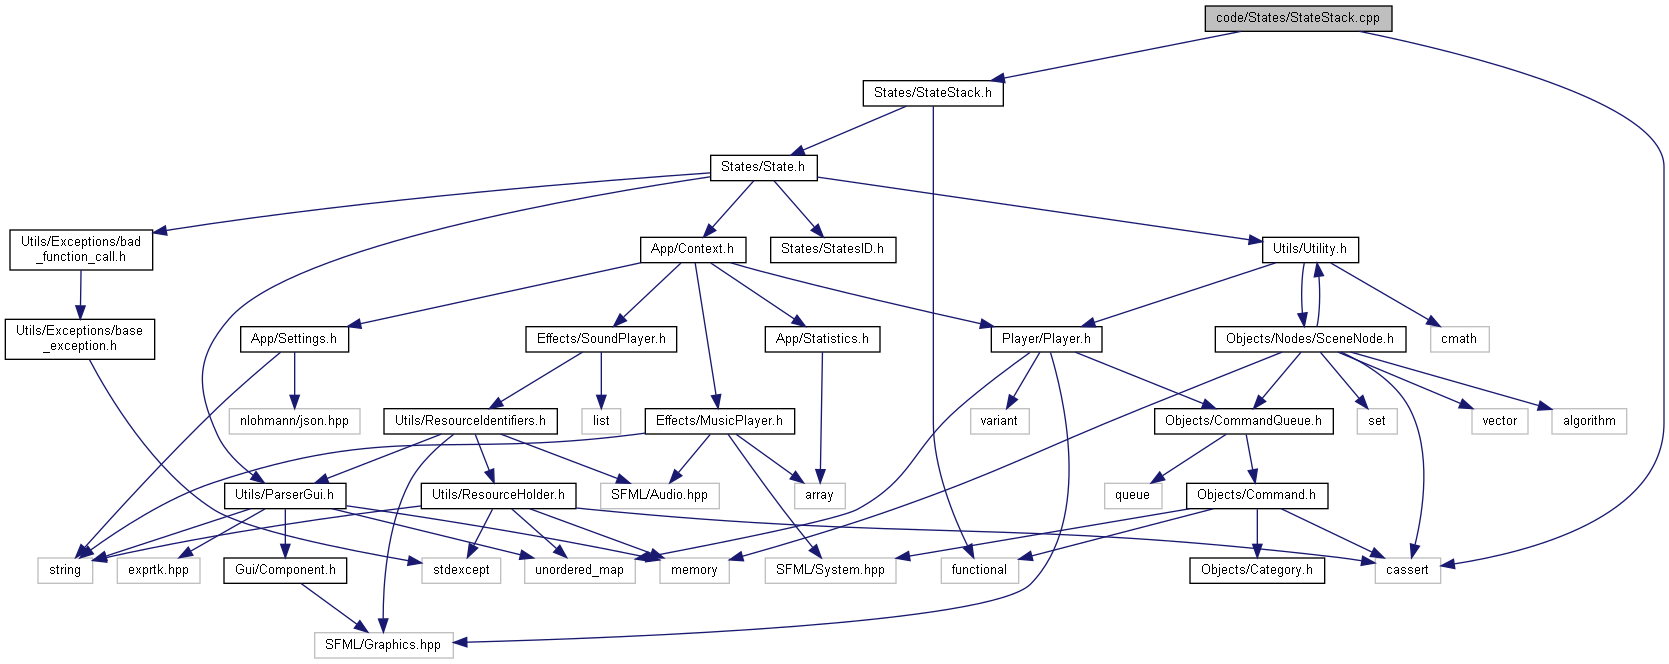 code/States/StateStack.cpp
States/StateStack.h
States/State.h
Utils/Exceptions/bad
_function_call.h
App/Context.h
States/StatesID.h
Utils/Utility.h
Utils/Exceptions/base
_exception.h
App/Settings.h
Effects/SoundPlayer.h
App/Statistics.h
Player/Player.h
Objects/Nodes/SceneNode.h
cmath
nlohmann/json.hpp
Utils/ResourceIdentifiers.h
list
Effects/MusicPlayer.h
variant
Objects/CommandQueue.h
set
vector
algorithm
Utils/ParserGui.h
Utils/ResourceHolder.h
SFML/Audio.hpp
array
queue
Objects/Command.h
string
exprtk.hpp
Gui/Component.h
stdexcept
unordered_map
memory
SFML/System.hpp
functional
Objects/Category.h
cassert
SFML/Graphics.hpp